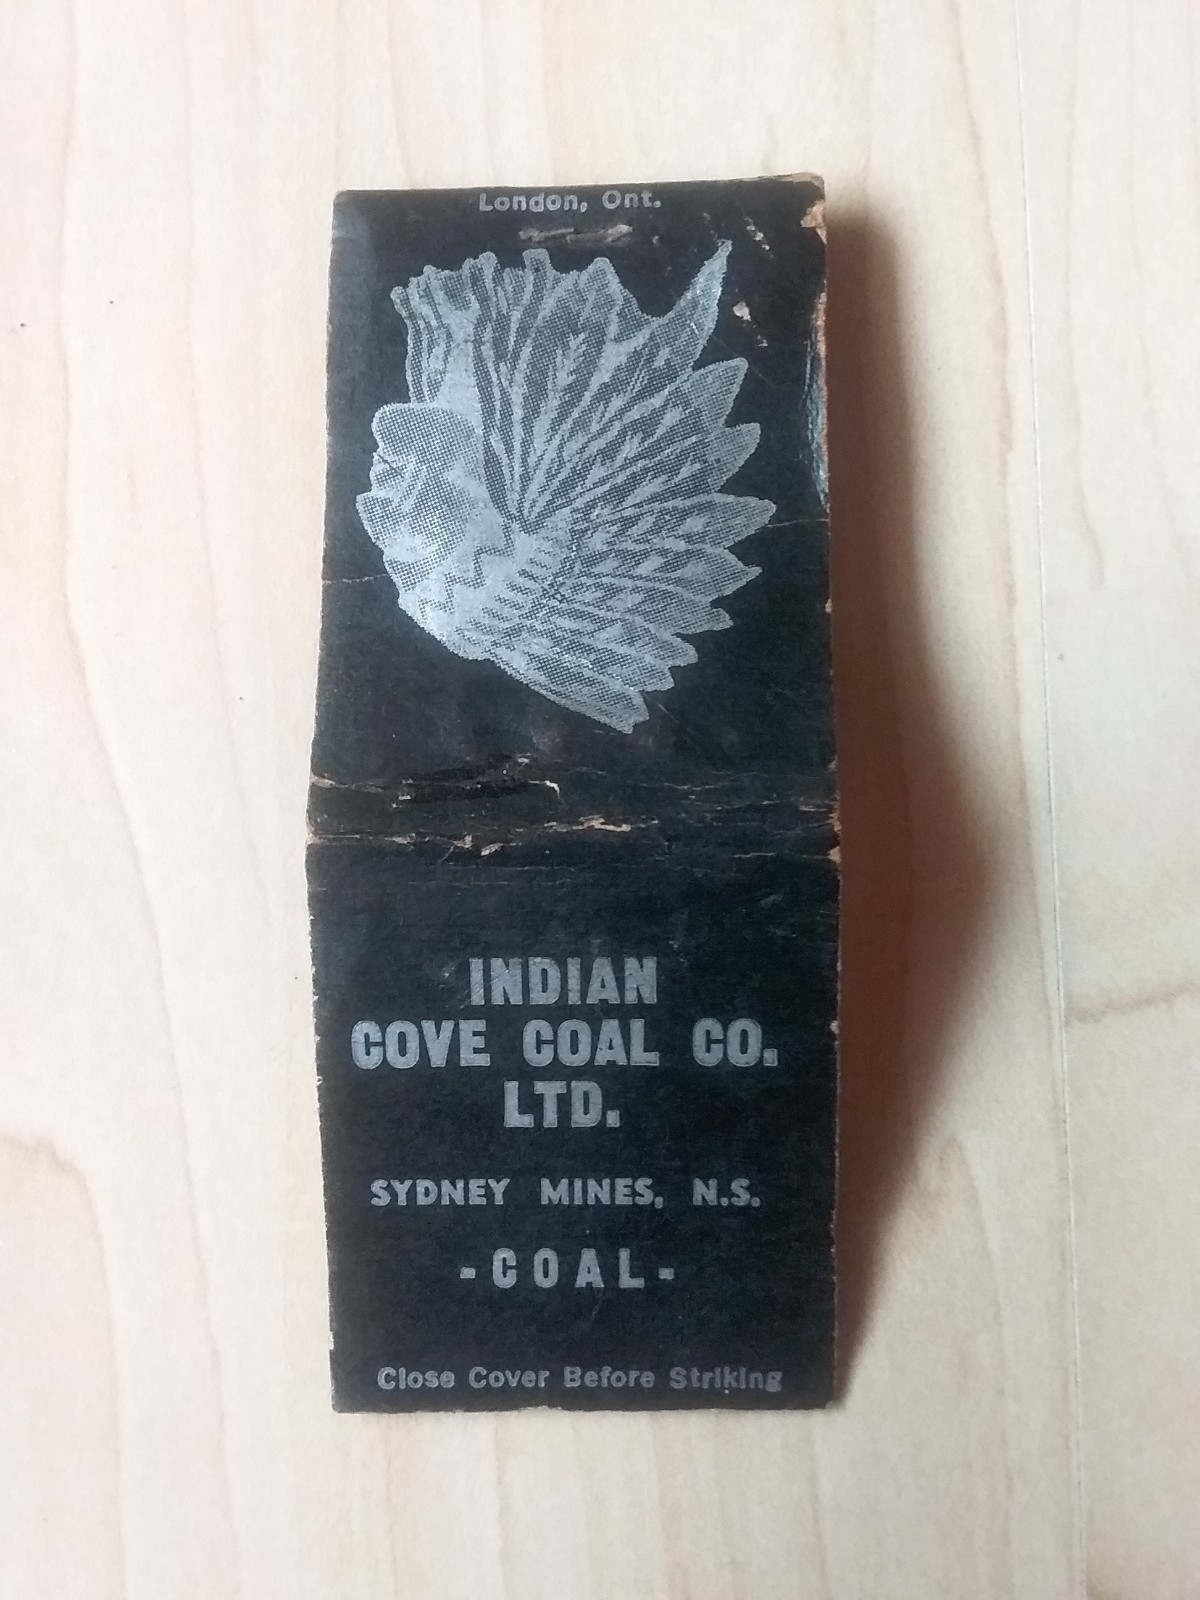 London, Ont.
INDIAN
COVE COAL CO.
LTD.
SYDNEY MINES, N.S.
-COAL-
Close Cover Before Striking